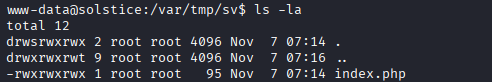 www-data@solstice:/var/tmp/sv$ ls -la
total 12
drwsrwxrwx 2 root root 4096 Nov  7 07:14 .
drwxrwxrwt 9 root root 4096 Nov  7 07:16 ..
-rwxrwxrwx 1 root root   95 Nov  7 07:14 index.php